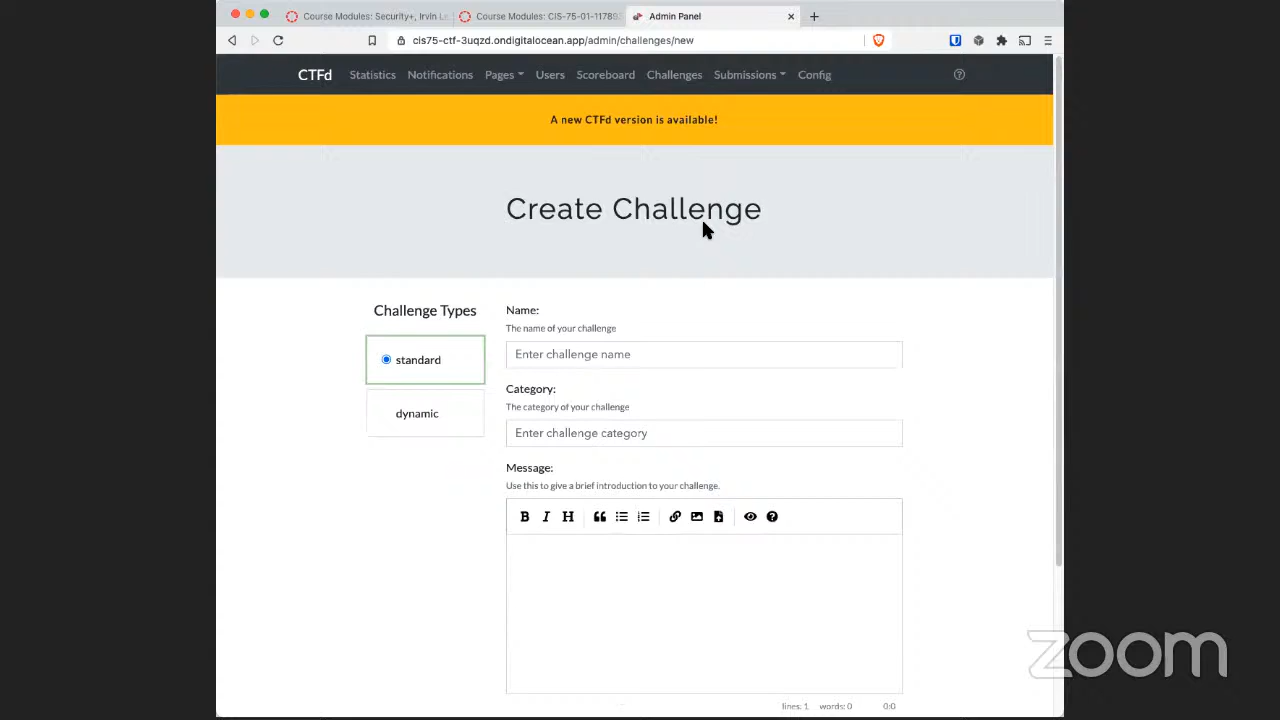 Course Modules: Security+, Irvin Le
Course Modules: CIS-75-01-11789
Admin Panel
cis75-ctf-3uqzd.ondigitalocean.app/admin/challenges/new
CTFd Statistics Notifications Pages Users Scoreboard Challenges Submissions Config
A new CTFd version is available!
Create Challenge
Challenge Types
standard
dynamic
Name:
The name of your challenge
Enter challenge name
Category:
The category of your challenge
Enter challenge category
Message:
Use this to give a brief introduction to your challenge.
B I H
lines: 1 words: 0 0:0
zoom